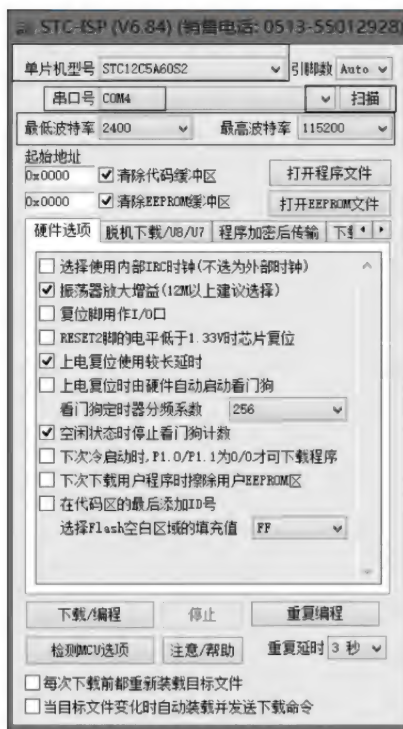 STC-ISP (V6.84) (销售电话: 0513-55012928)
单片机型号 STC12C5A60S2 引脚数 Auto
串口号 COM4 扫描
最低波特率 2400 最高波特率 115200
起始地址
0x0000 清除代码缓冲区 打开程序文件
0x0000 清除EEPROM缓冲区 打开EEPROM文件
硬件选项 脱机下载/U8/U7 程序加密后传输
选择使用内部IRC时钟(不选为外部时钟)
振荡器放大增益(12M以上建议选择)
复位脚用作I/O口
RESET2脚的电平低于1.33V时芯片复位
上电复位使用较长延时
上电复位时由硬件自动启动看门狗
看门狗定时器分频系数 256
空闲状态时停止看门狗计数
下次冷启动时,P1.0/P1.1为0/0才可下载程序
下次下载用户程序时擦除用户EEPROM区
在代码区的最后添加ID号
选择Flash空白区域的填充值 FF
下载/编程 停止 重复编程
检测MCU选项 注意/帮助 重复延时 3 秒
每次下载前都重新装载目标文件
当目标文件变化时自动装载并发送下载命令